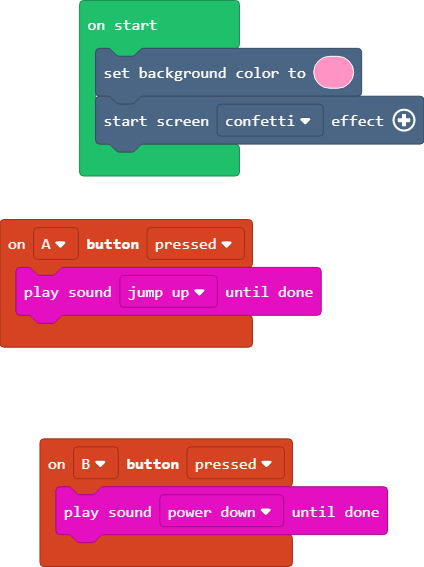 on start
set background color to
start screen confetti effect
on A button pressed
play sound jump up until done
on B button pressed
play sound power down until done